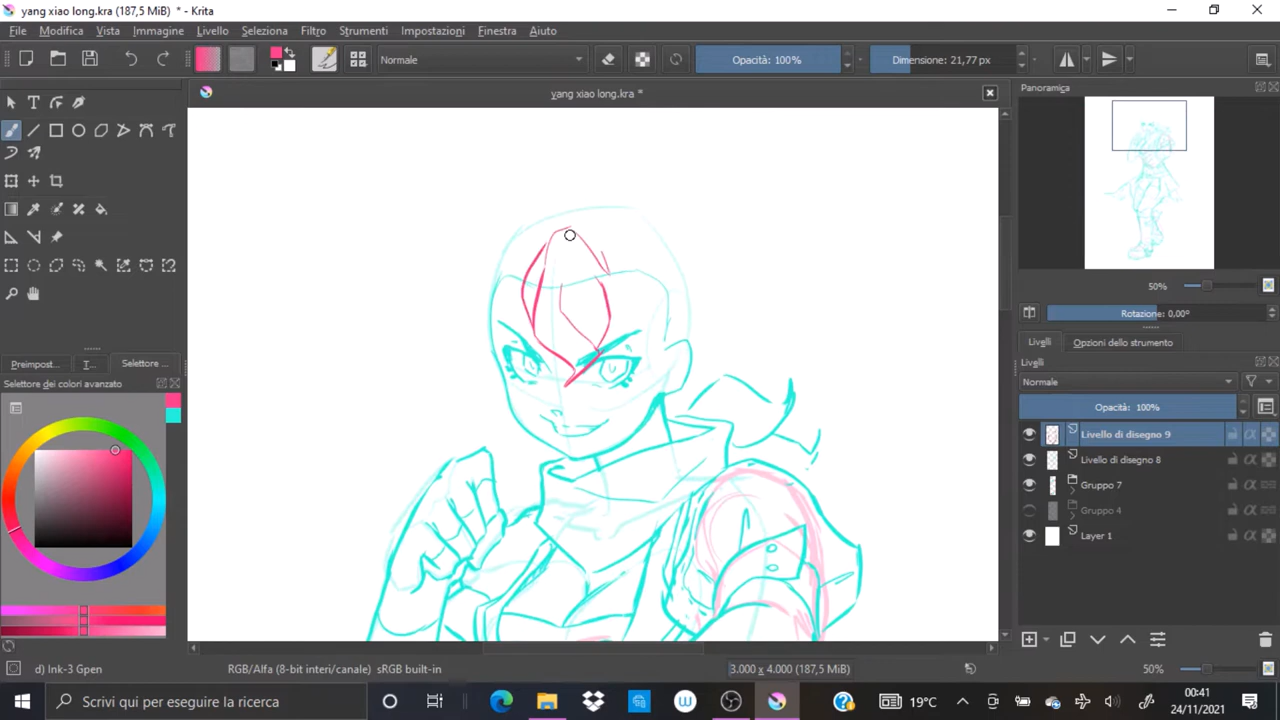 yang xiao long.kra (187,5 MiB) * - Krita
File Modifica Vista Immagine Livello Seleziona Filtro Strumenti Impostazioni Finestra Aiuto
Normale Opacità: 100% Dimensione: 21,77 px
yang xiao long.kra *
Panoramica
50%
Rotazione: 0,00°
Livelli Opzioni dello strumento
Livelli
Normale
Opacità: 100%
Livello di disegno 9
Livello di disegno 8
Gruppo 7
Gruppo 4
Layer 1
Preimpost... T... Selettore ...
Selettore dei colori avanzato
d) Ink-3 Gpen RGB/Alfa (8-bit interi/canale) sRGB built-in 3.000 x 4.000 (187,5 MiB) 50%
Scrivi qui per eseguire la ricerca 19°C 00:41
24/11/2021